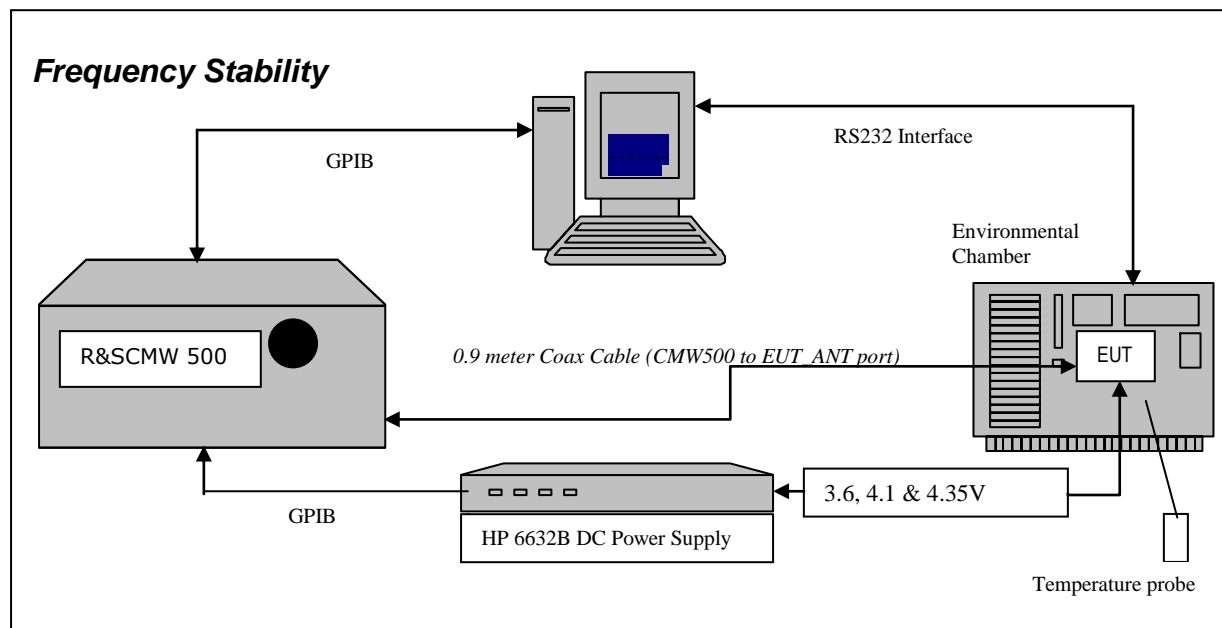 Frequency Stability
GPIB
RS232 Interface
Environmental
Chamber
R&SCMW 500
0.9 meter Coax Cable (CMW500 to EUT_ANT port)
EUT
3.6, 4.1 & 4.35V
GPIB
HP 6632B DC Power Supply
Temperature probe